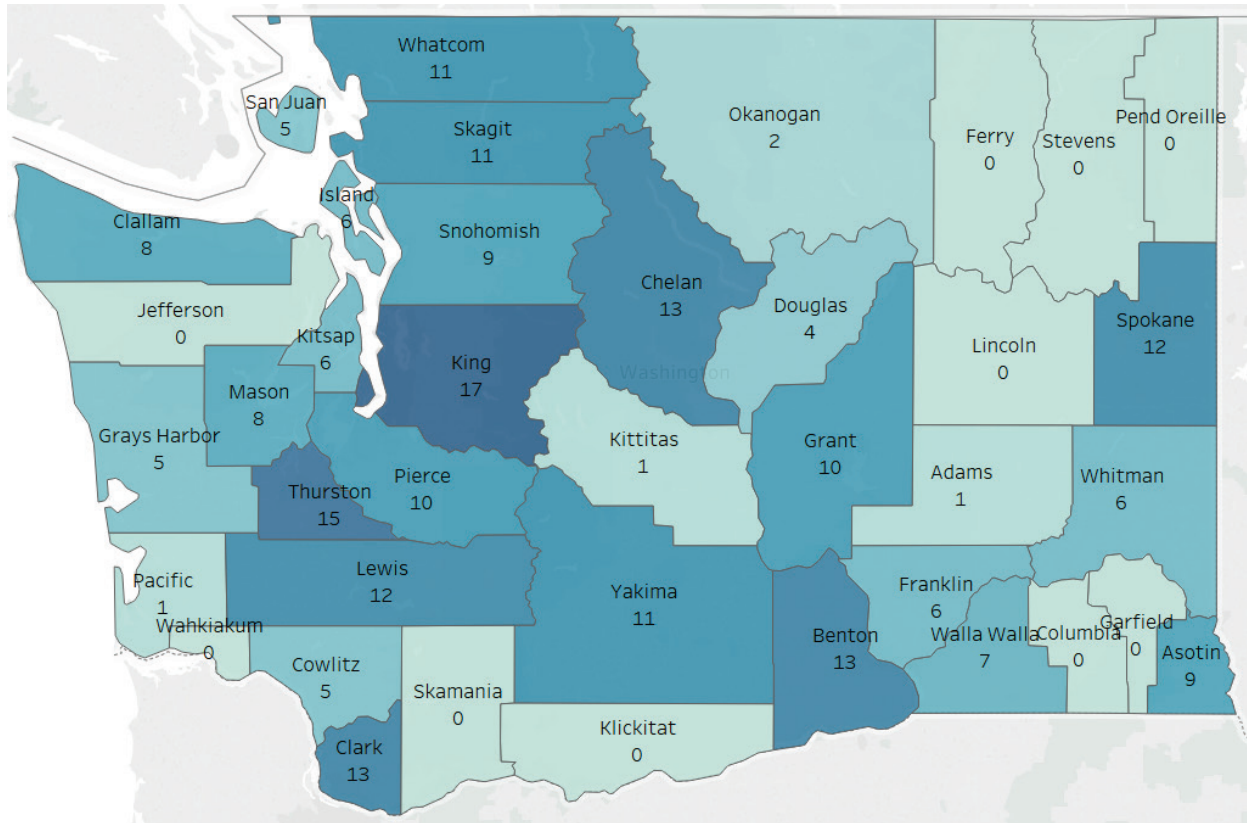 Whatcom
11
San Juan
5
Skagit
11
Okanogan
2
Ferry
0
Stevens
0
Pend Oreille
0
Island
6
Clallam
8
Snohomish
9
Chelan
13
Douglas
4
Jefferson
0
Kitsap
6
King
17
Washington
Lincoln
0
Spokane
12
Mason
8
Grays Harbor
5
Kittitas
1
Grant
10
Adams
1
Whitman
6
Thurston
15
Pierce
10
Lewis
12
Pacific
1
Wahkiakum
0
Yakima
11
Franklin
6
Benton
13
Walla Walla
7
Columbia
0
Garfield
0
Asotin
9
Cowlitz
5
Skamania
0
Klickitat
0
Clark
13